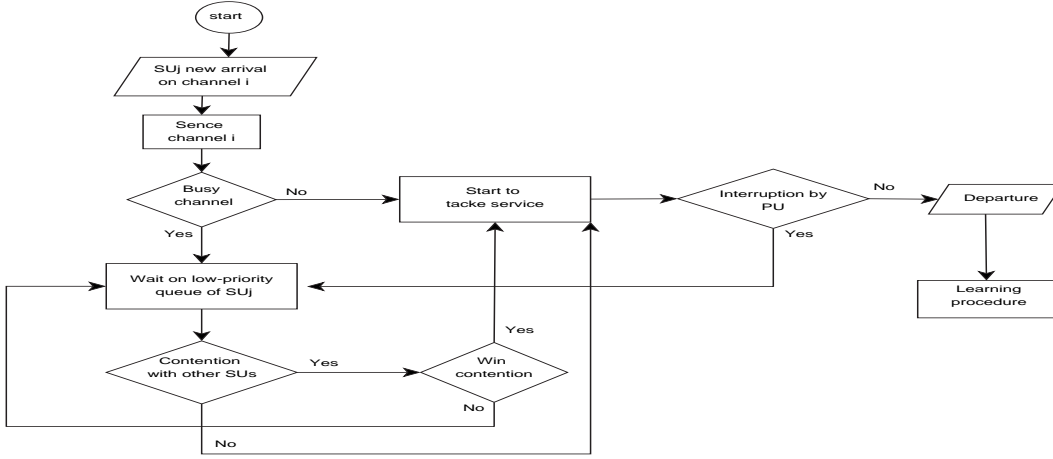 start
SUj new arrival
on channel i
Sence
channel i
Busy
channel
No
Start to
tacke service
Interruption by
PU
No
Departure
Yes
Yes
Wait on low-priority
queue of SUj
Learning
procedure
Yes
Contention
with other SUs
Yes
Win
contention
No
No